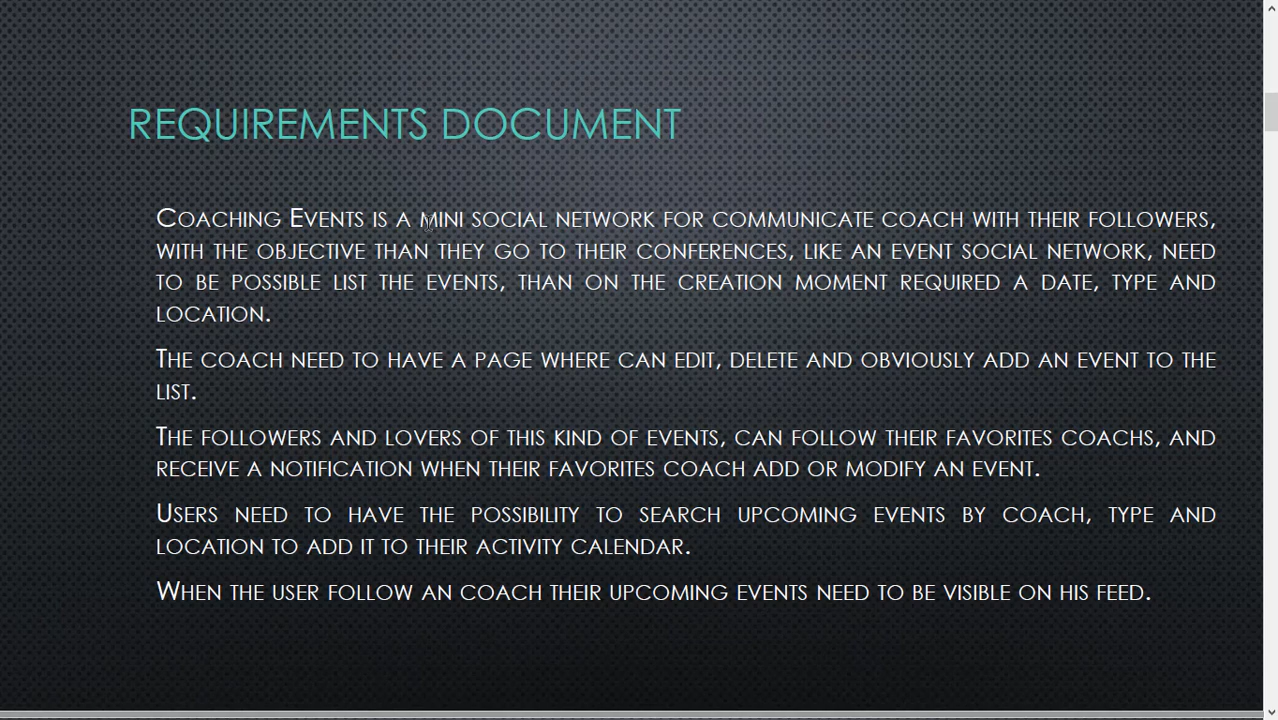 REQUIREMENTS DOCUMENT
COACHING EVENTS IS A MINI SOCIAL NETWORK FOR COMMUNICATE COACH WITH THEIR FOLLOWERS,
WITH THE OBJECTIVE THAN THEY GO TO THEIR CONFERENCES, LIKE AN EVENT SOCIAL NETWORK, NEED
TO BE POSSIBLE LIST THE EVENTS, THAN ON THE CREATION MOMENT REQUIRED A DATE, TYPE AND
LOCATION.
THE COACH NEED TO HAVE A PAGE WHERE CAN EDIT, DELETE AND OBVIOUSLY ADD AN EVENT TO THE
LIST.
THE FOLLOWERS AND LOVERS OF THIS KIND OF EVENTS, CAN FOLLOW THEIR FAVORITES COACHS, AND
RECEIVE A NOTIFICATION WHEN THEIR FAVORITES COACH ADD OR MODIFY AN EVENT.
USERS NEED TO HAVE THE POSSIBILITY TO SEARCH UPCOMING EVENTS BY COACH, TYPE AND
LOCATION TO ADD IT TO THEIR ACTIVITY CALENDAR.
WHEN THE USER FOLLOW AN COACH THEIR UPCOMING EVENTS NEED TO BE VISIBLE ON HIS FEED.